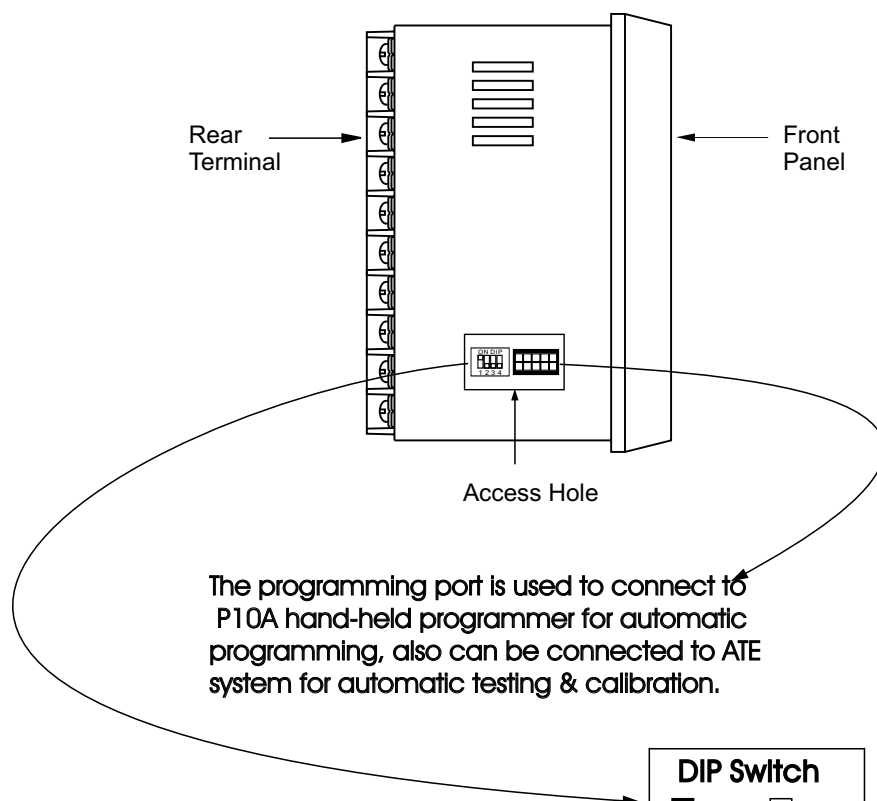 Rear
Terminal
Front
Panel
ON DIP
1 2 3 4
Access Hole
The programming port is used to connect to
P10A hand-held programmer for automatic
programming, also can be connected to ATE
system for automatic testing & calibration.
DIP Switch